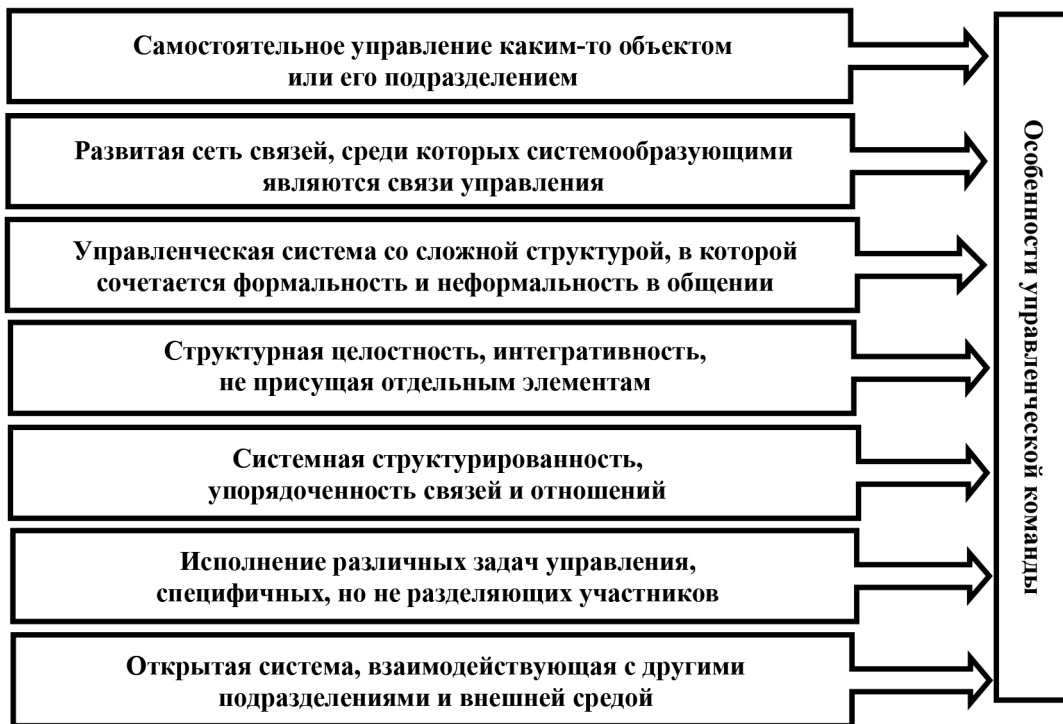 Самостоятельное управление каким-то объектом
или его подразделением
Развитая сеть связей, среди которых системообразующими
являются связи управления
Управленческая система со сложной структурой, в которой
сочетается формальность и неформальность в общении
Структурная целостность, интегративность,
не присущая отдельным элементам
Системная структурированность,
упорядоченность связей и отношений
Исполнение различных задач управления,
специфичных, но не разделяющих участников
Открытая система, взаимодействующая с другими
подразделениями и внешней средой
Особенности управленческой команды